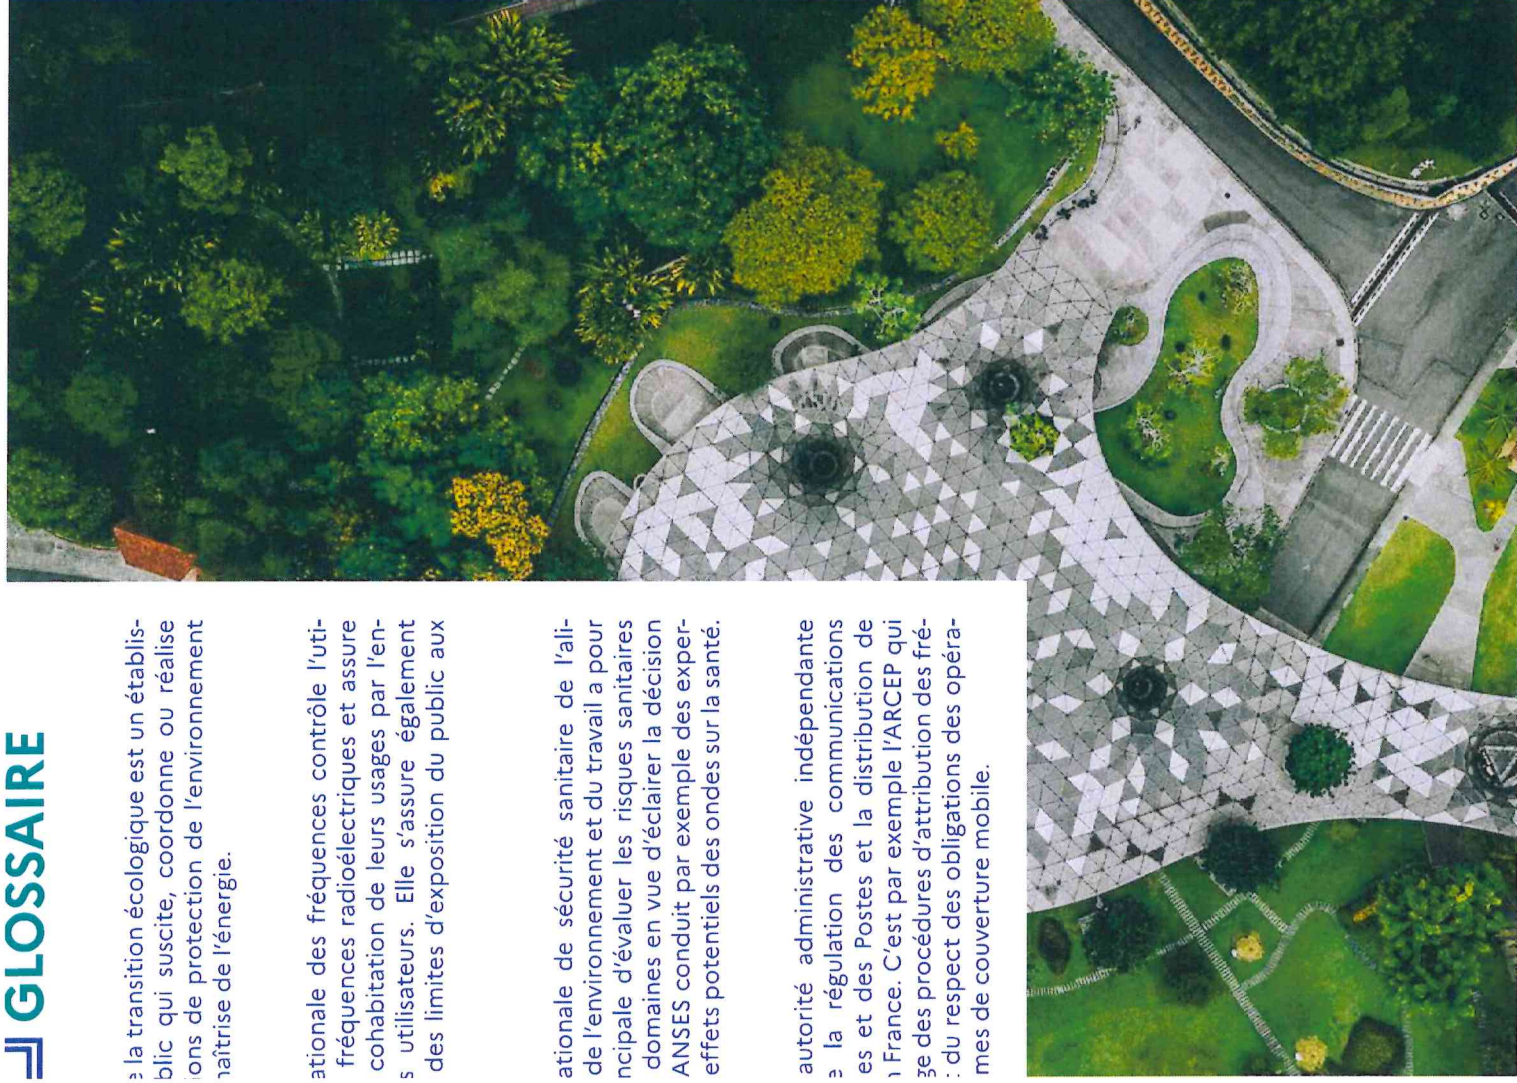 GLOSSAIRE
la transition écologique est un établis-
blic qui suscite, coordonne ou réalise
ions de protection de l'environnement
naîtrise de l'énergie.
ationale des fréquences contrôle l'uti-
fréquences radioélectriques et assure
cohabitation de leurs usages par l'en-
s utilisateurs. Elle s'assure également
des limites d'exposition du public aux
ationale de sécurité sanitaire de l'ali-
de l'environnement et du travail a pour
ncipale d'évaluer les risques sanitaires
domaines en vue d'éclairer la décision
ANSES conduit par exemple des exper-
effets potentiels des ondes sur la santé.
autorité administrative indépendante
e la régulation des communications
es et des Postes et la distribution de
France. C'est par exemple l'ARCEP qui
ge des procédures d'attribution des fré-
du respect des obligations des opéra-
mes de couverture mobile.